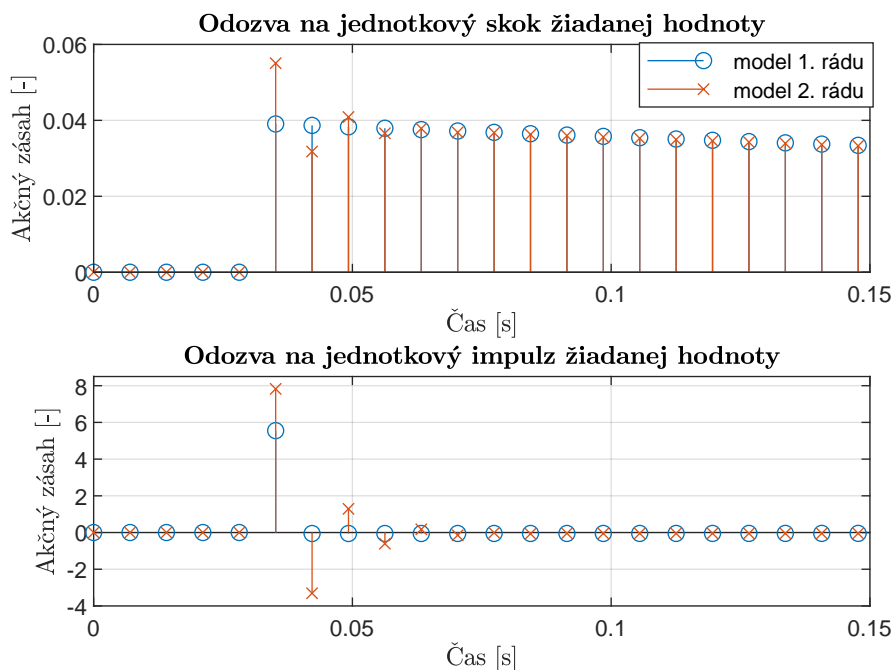 Odozva na jednotkový skok žiadanej hodnoty
Akčný zásah [-]
0.06
0.04
0.02
0
model 1. rádu
model 2. rádu
0
0.05
0.1
0.15
Čas [s]
Odozva na jednotkový impulz žiadanej hodnoty
Akčný zásah [-]
8
6
4
2
0
-2
-4
0
0.05
0.1
0.15
Čas [s]